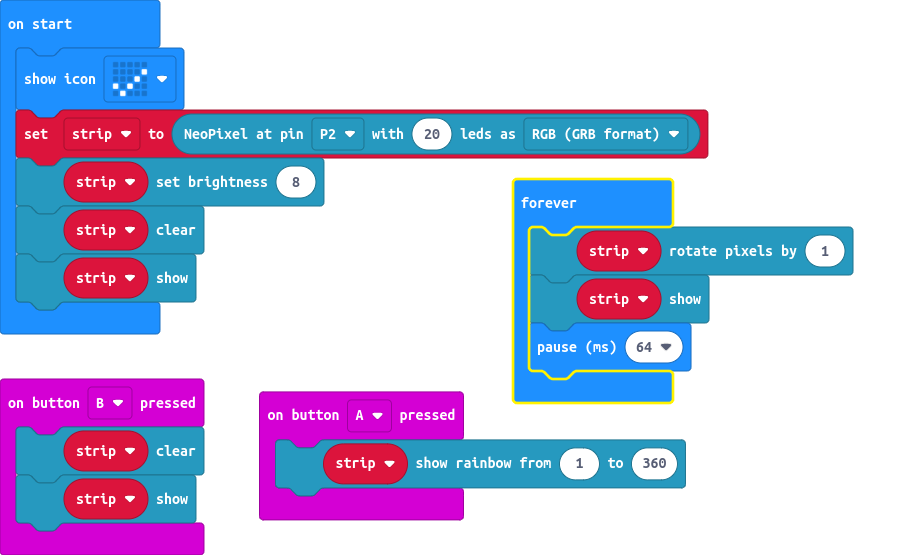 on start
show icon
set strip to NeoPixel at pin P2 with 20 leds as RGB (GRB format)
strip set brightness 8
strip clear
strip show
forever
strip rotate pixels by 1
strip show
pause (ms) 64
on button B pressed
strip clear
strip show
on button A pressed
strip show rainbow from 1 to 360